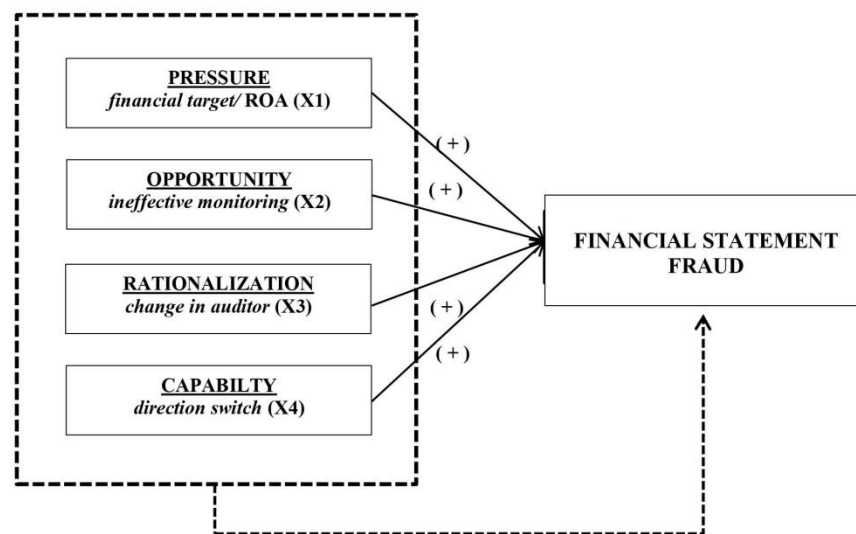 PRESSURE
financial target/ ROA (X1)
(+)
OPPORTUNITY
ineffective monitoring (X2)
(+)
FINANCIAL STATEMENT
FRAUD
RATIONALIZATION
change in auditor (X3)
(+)
CAPABILTY
direction switch (X4)
(+)